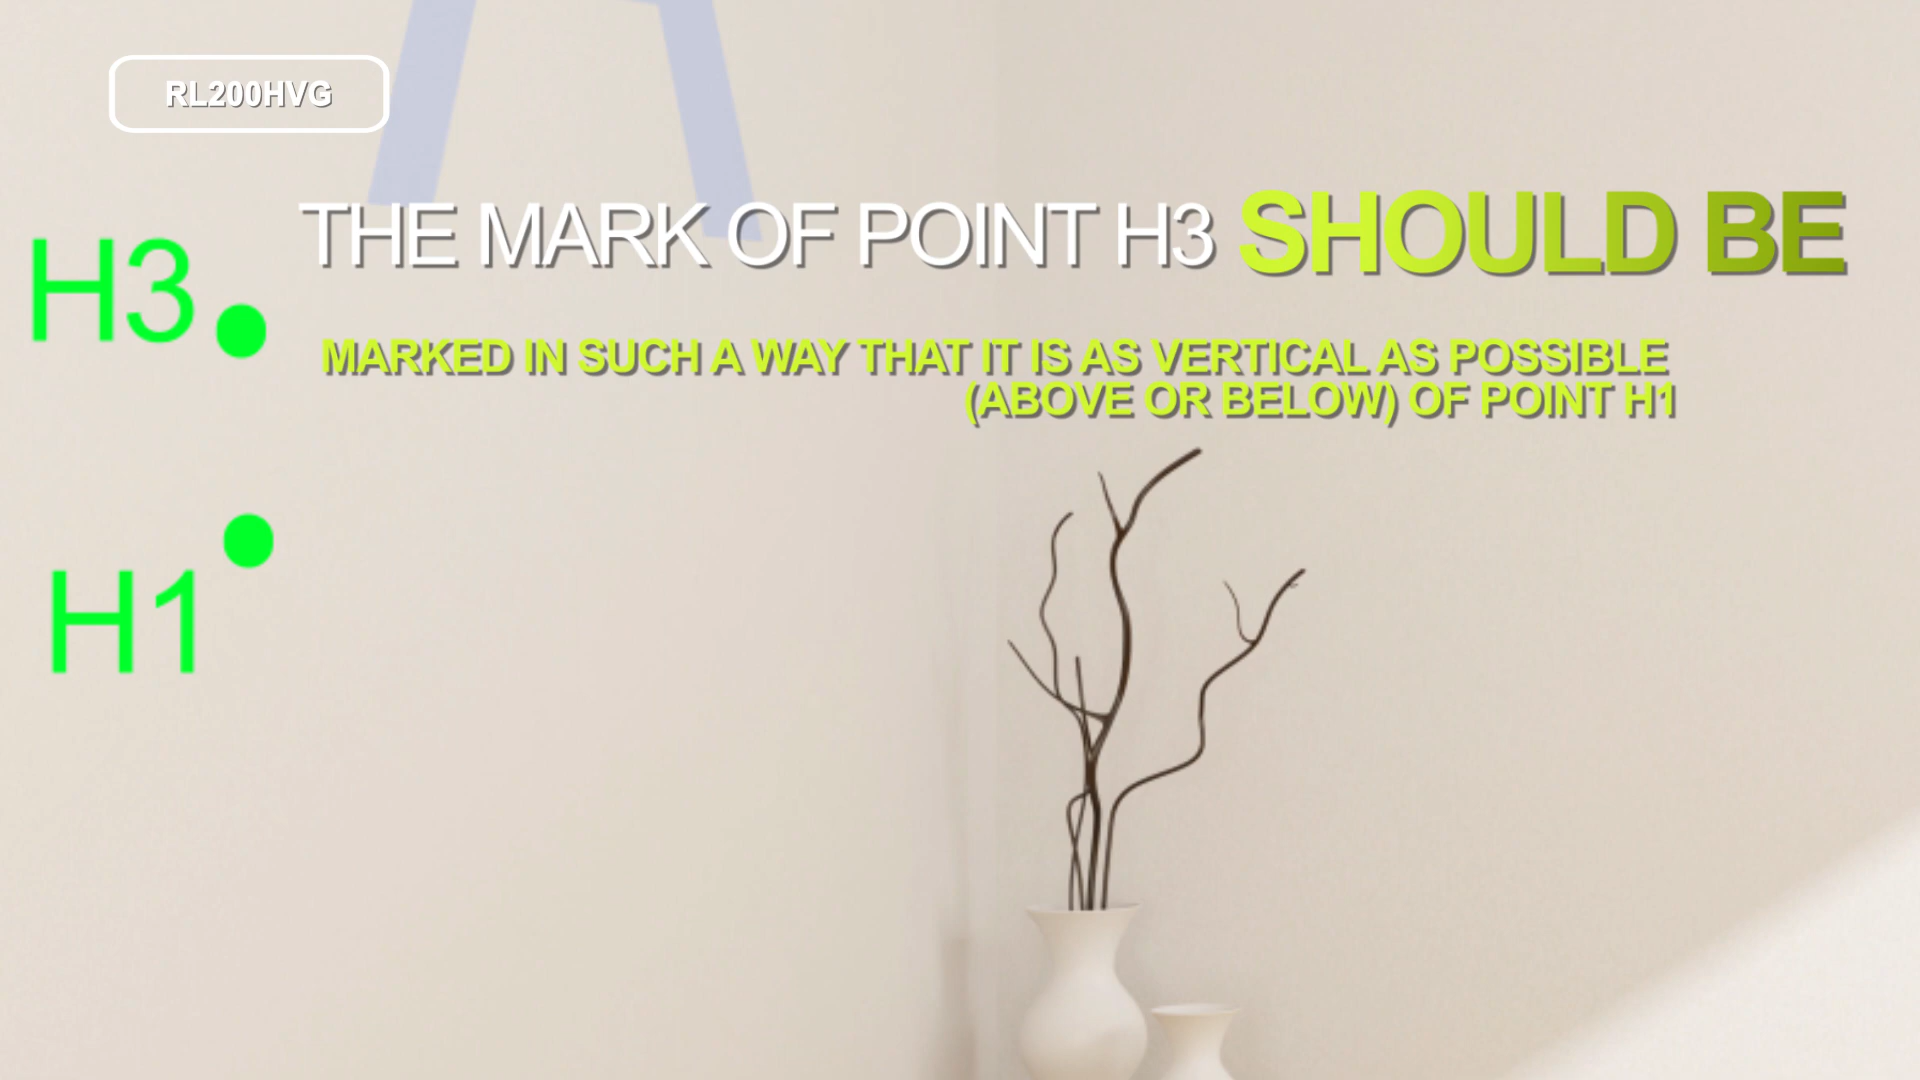 RL200HVG
THE MARK OF POINT H3 SHOULD BE
H3
MARKED IN SUCH A WAY THAT IT IS AS VERTICAL AS POSSIBLE
(ABOVE OR BELOW) OF POINT H1
H1